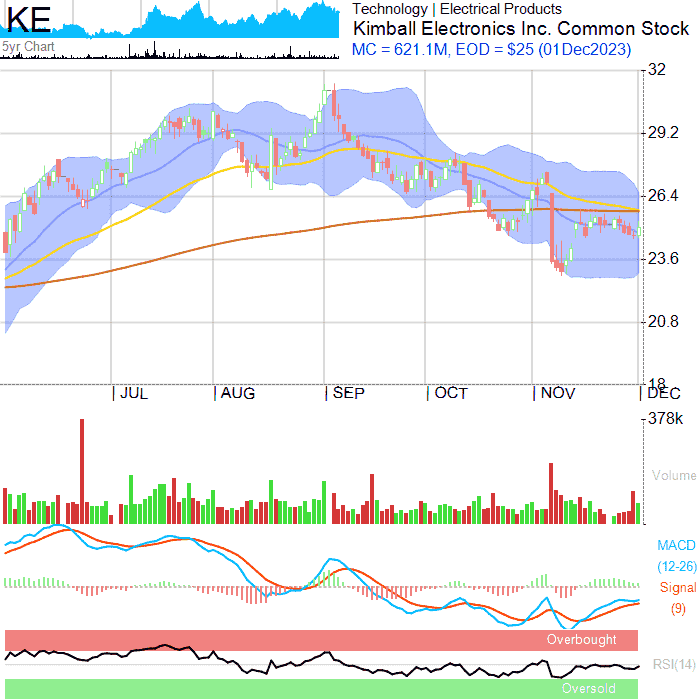 KE
5yr Chart
Technology | Electrical Products
Kimball Electronics Inc. Common Stock
MC = 621.1M, EOD = $25 (01Dec2023)
32
29.2
26.4
23.6
20.8
18
JUL
AUG
SEP
OCT
NOV
DEC
378k
Volume
MACD
(12-26)
Signal
(9)
Overbought
RSI(14)
Oversold